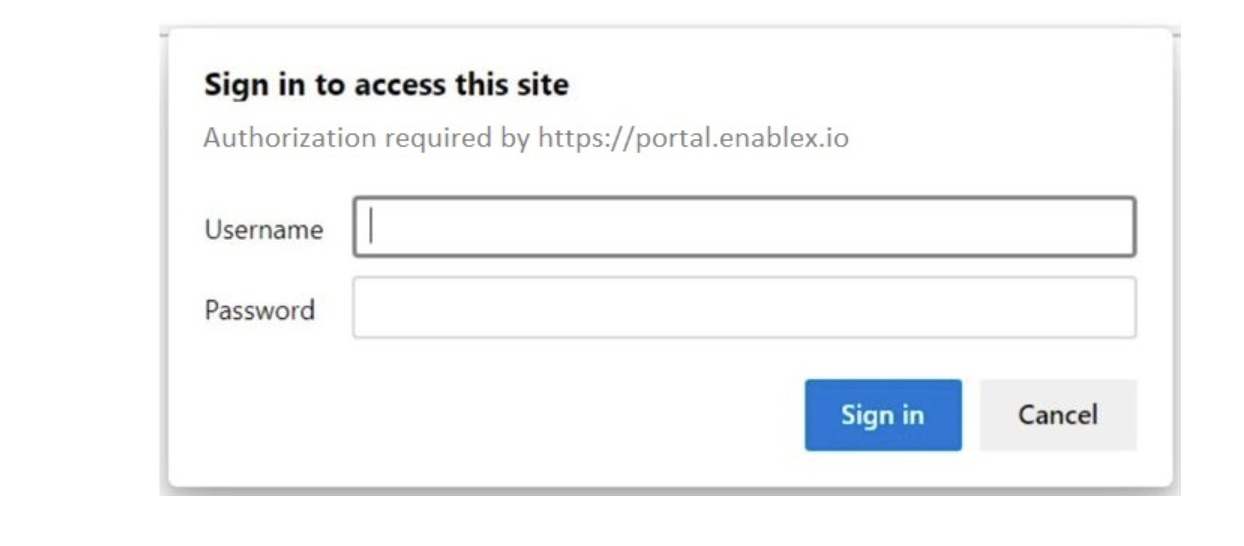 Sign in to access this site
Authorization required by https://portal.enablex.io
Username
Password
Sign in Cancel